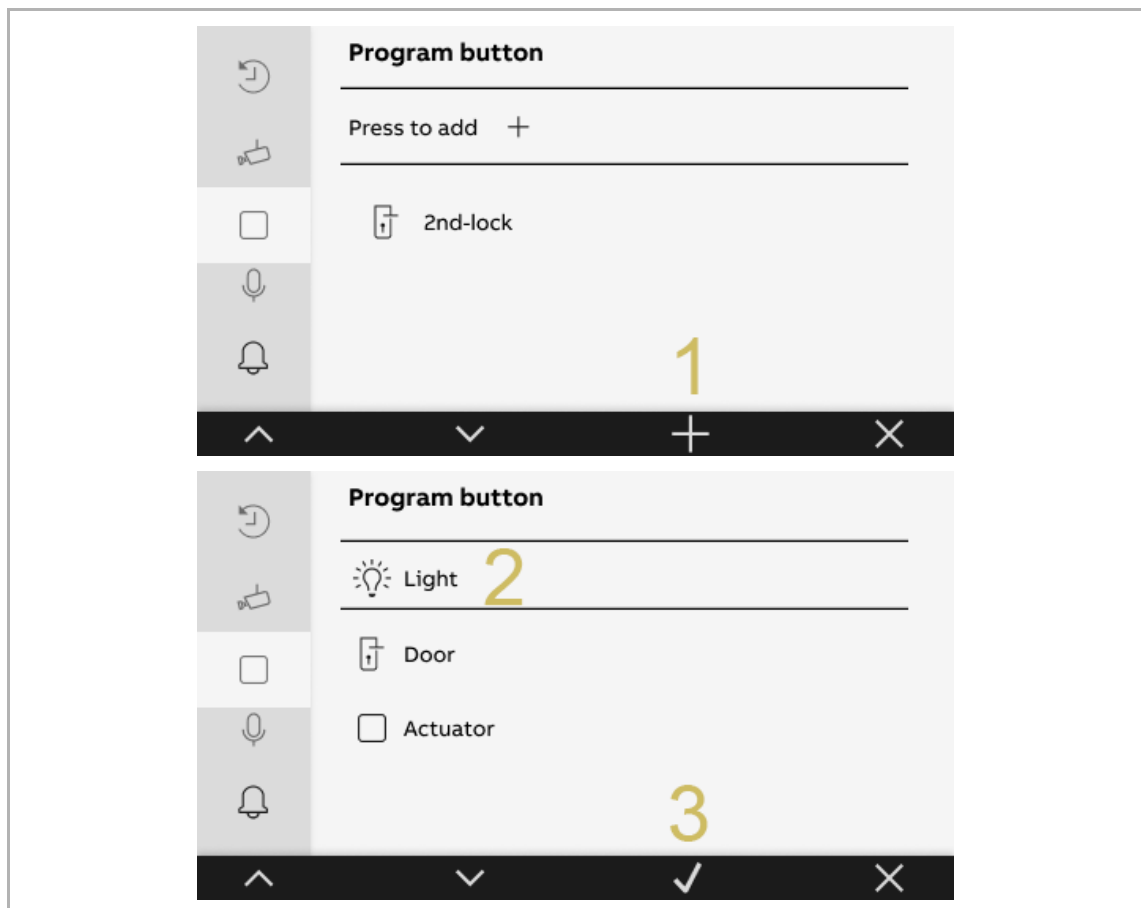 Program button
Press to add +
2nd-lock
1
Program button
Light 2
Door
Actuator
3